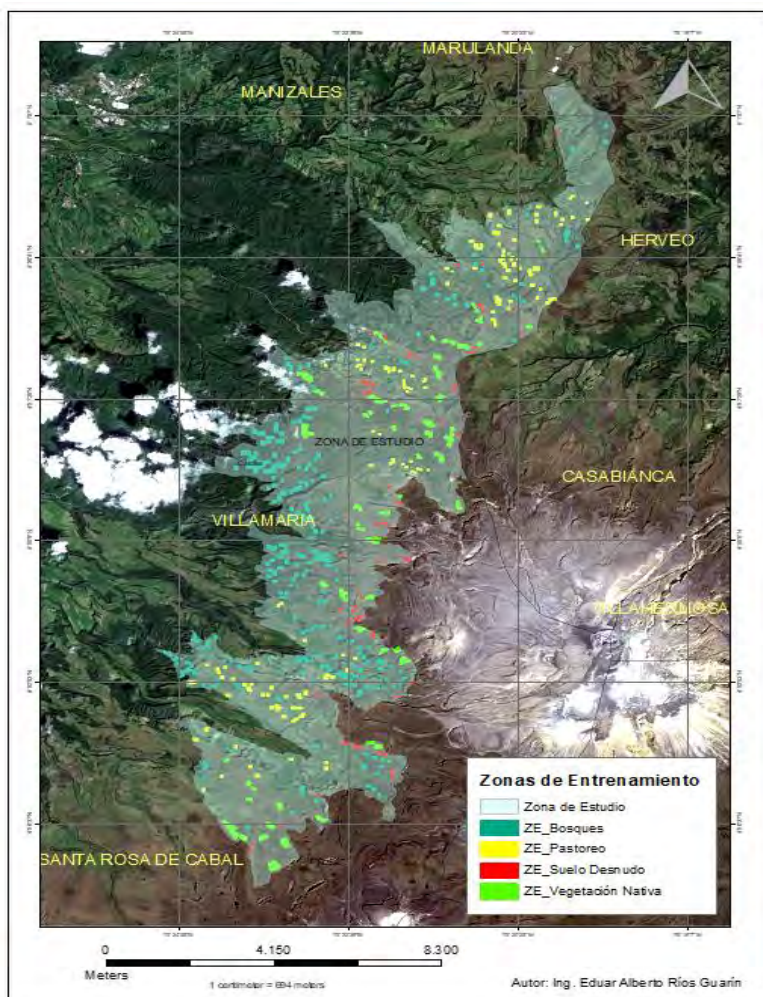 MARULANDA
MANIZALES
HERVEO
ZONA DE ESTUDIO
CASABIANCA
VILLAMARIA
SANTA ROSA DE CABAL
Zonas de Entrenamiento
Zona de Estudio
ZE_Bosques
ZE_Pastoreo
ZE_Suelo Desnudo
ZE_Vegetación Nativa
0 4.150 8.300
Meters
1 centimeter = 694 meters
Autor: Ing. Eduar Alberto Ríos Guarín